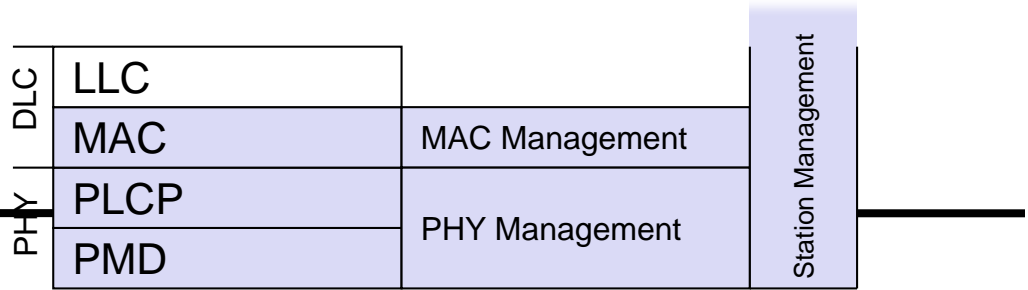 DLC
LLC
MAC
MAC Management
PHY
PLCP
PMD
PHY Management
Station Management